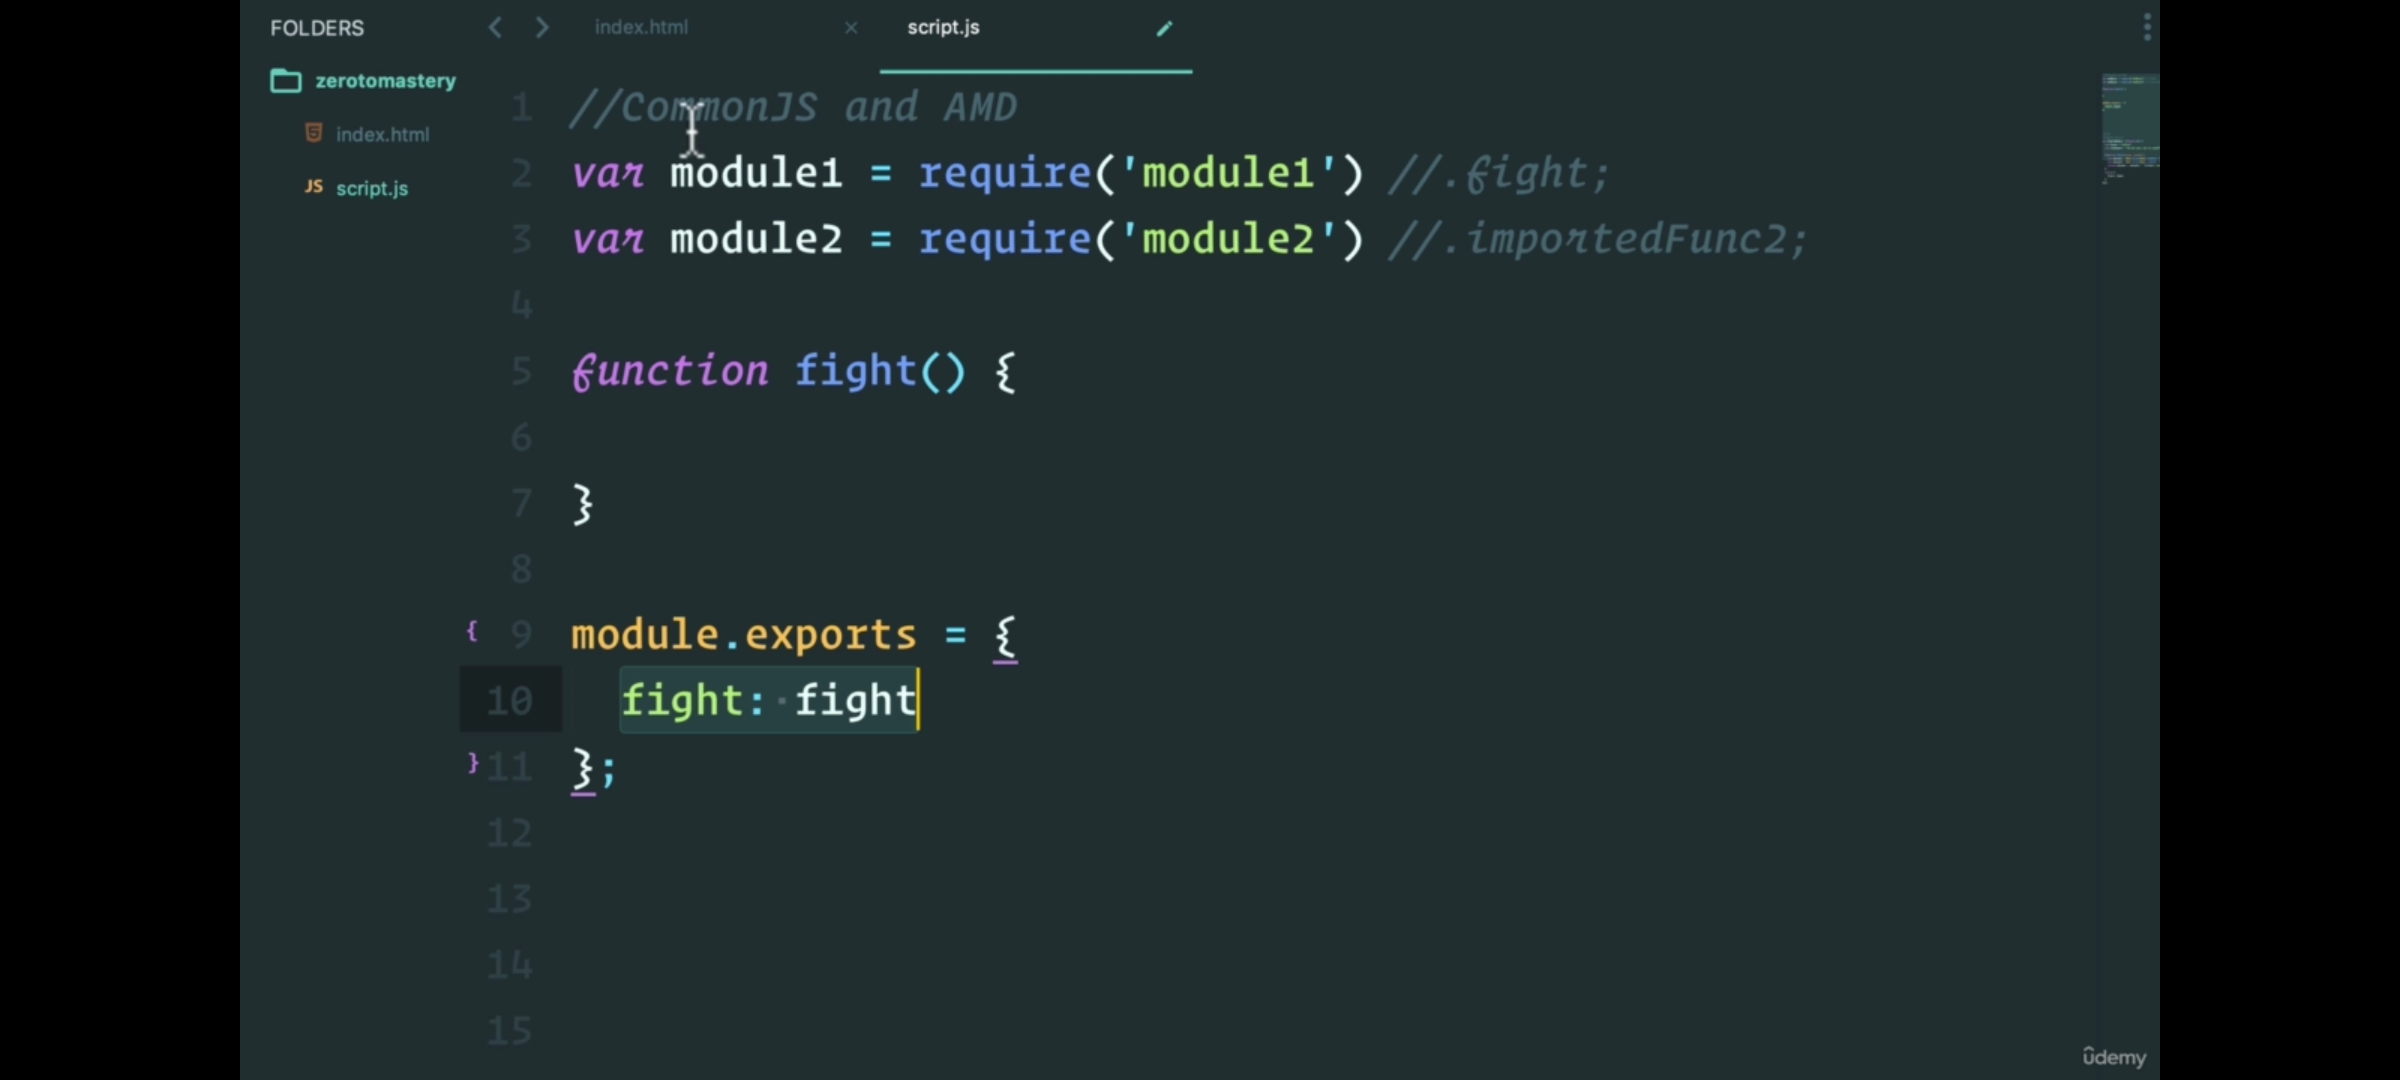 FOLDERS
index.html
script.js
zerotomastery
index.html
JS script.js
1 //CommonJS and AMD
2 var module1 = require('module1') //.fight;
3 var module2 = require('module2') //.importedFunc2;
4
5 function fight() {
6
7 }
8
9 module.exports = {
10 fight: fight
11 };
12
13
14
15
udemy